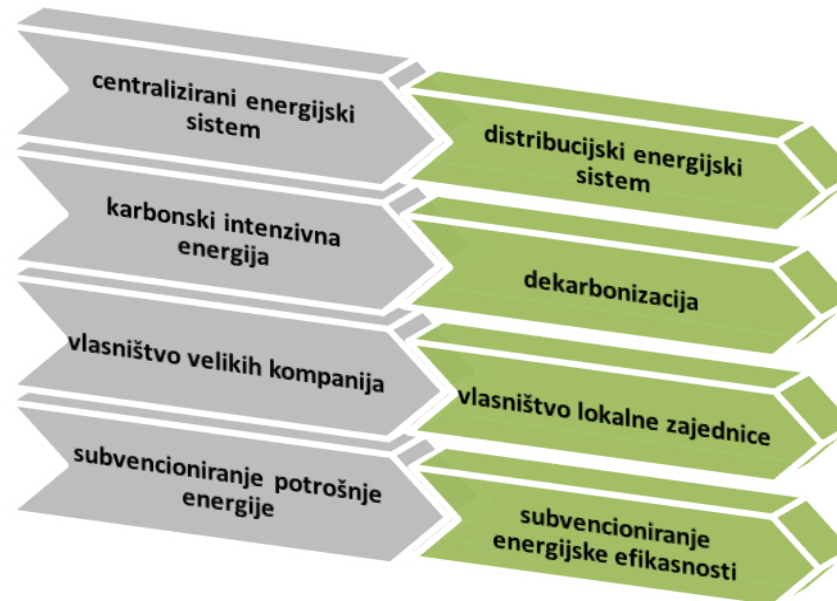 centralizirani energijski
sistem
distribucijski energijski
sistem
karbonski intenzivna
energija
dekarbonizacija
vlasništvo velikih kompanija
vlasništvo lokalne zajednice
subvencioniranje potrošnje
energije
subvencioniranje
energijske efikasnosti